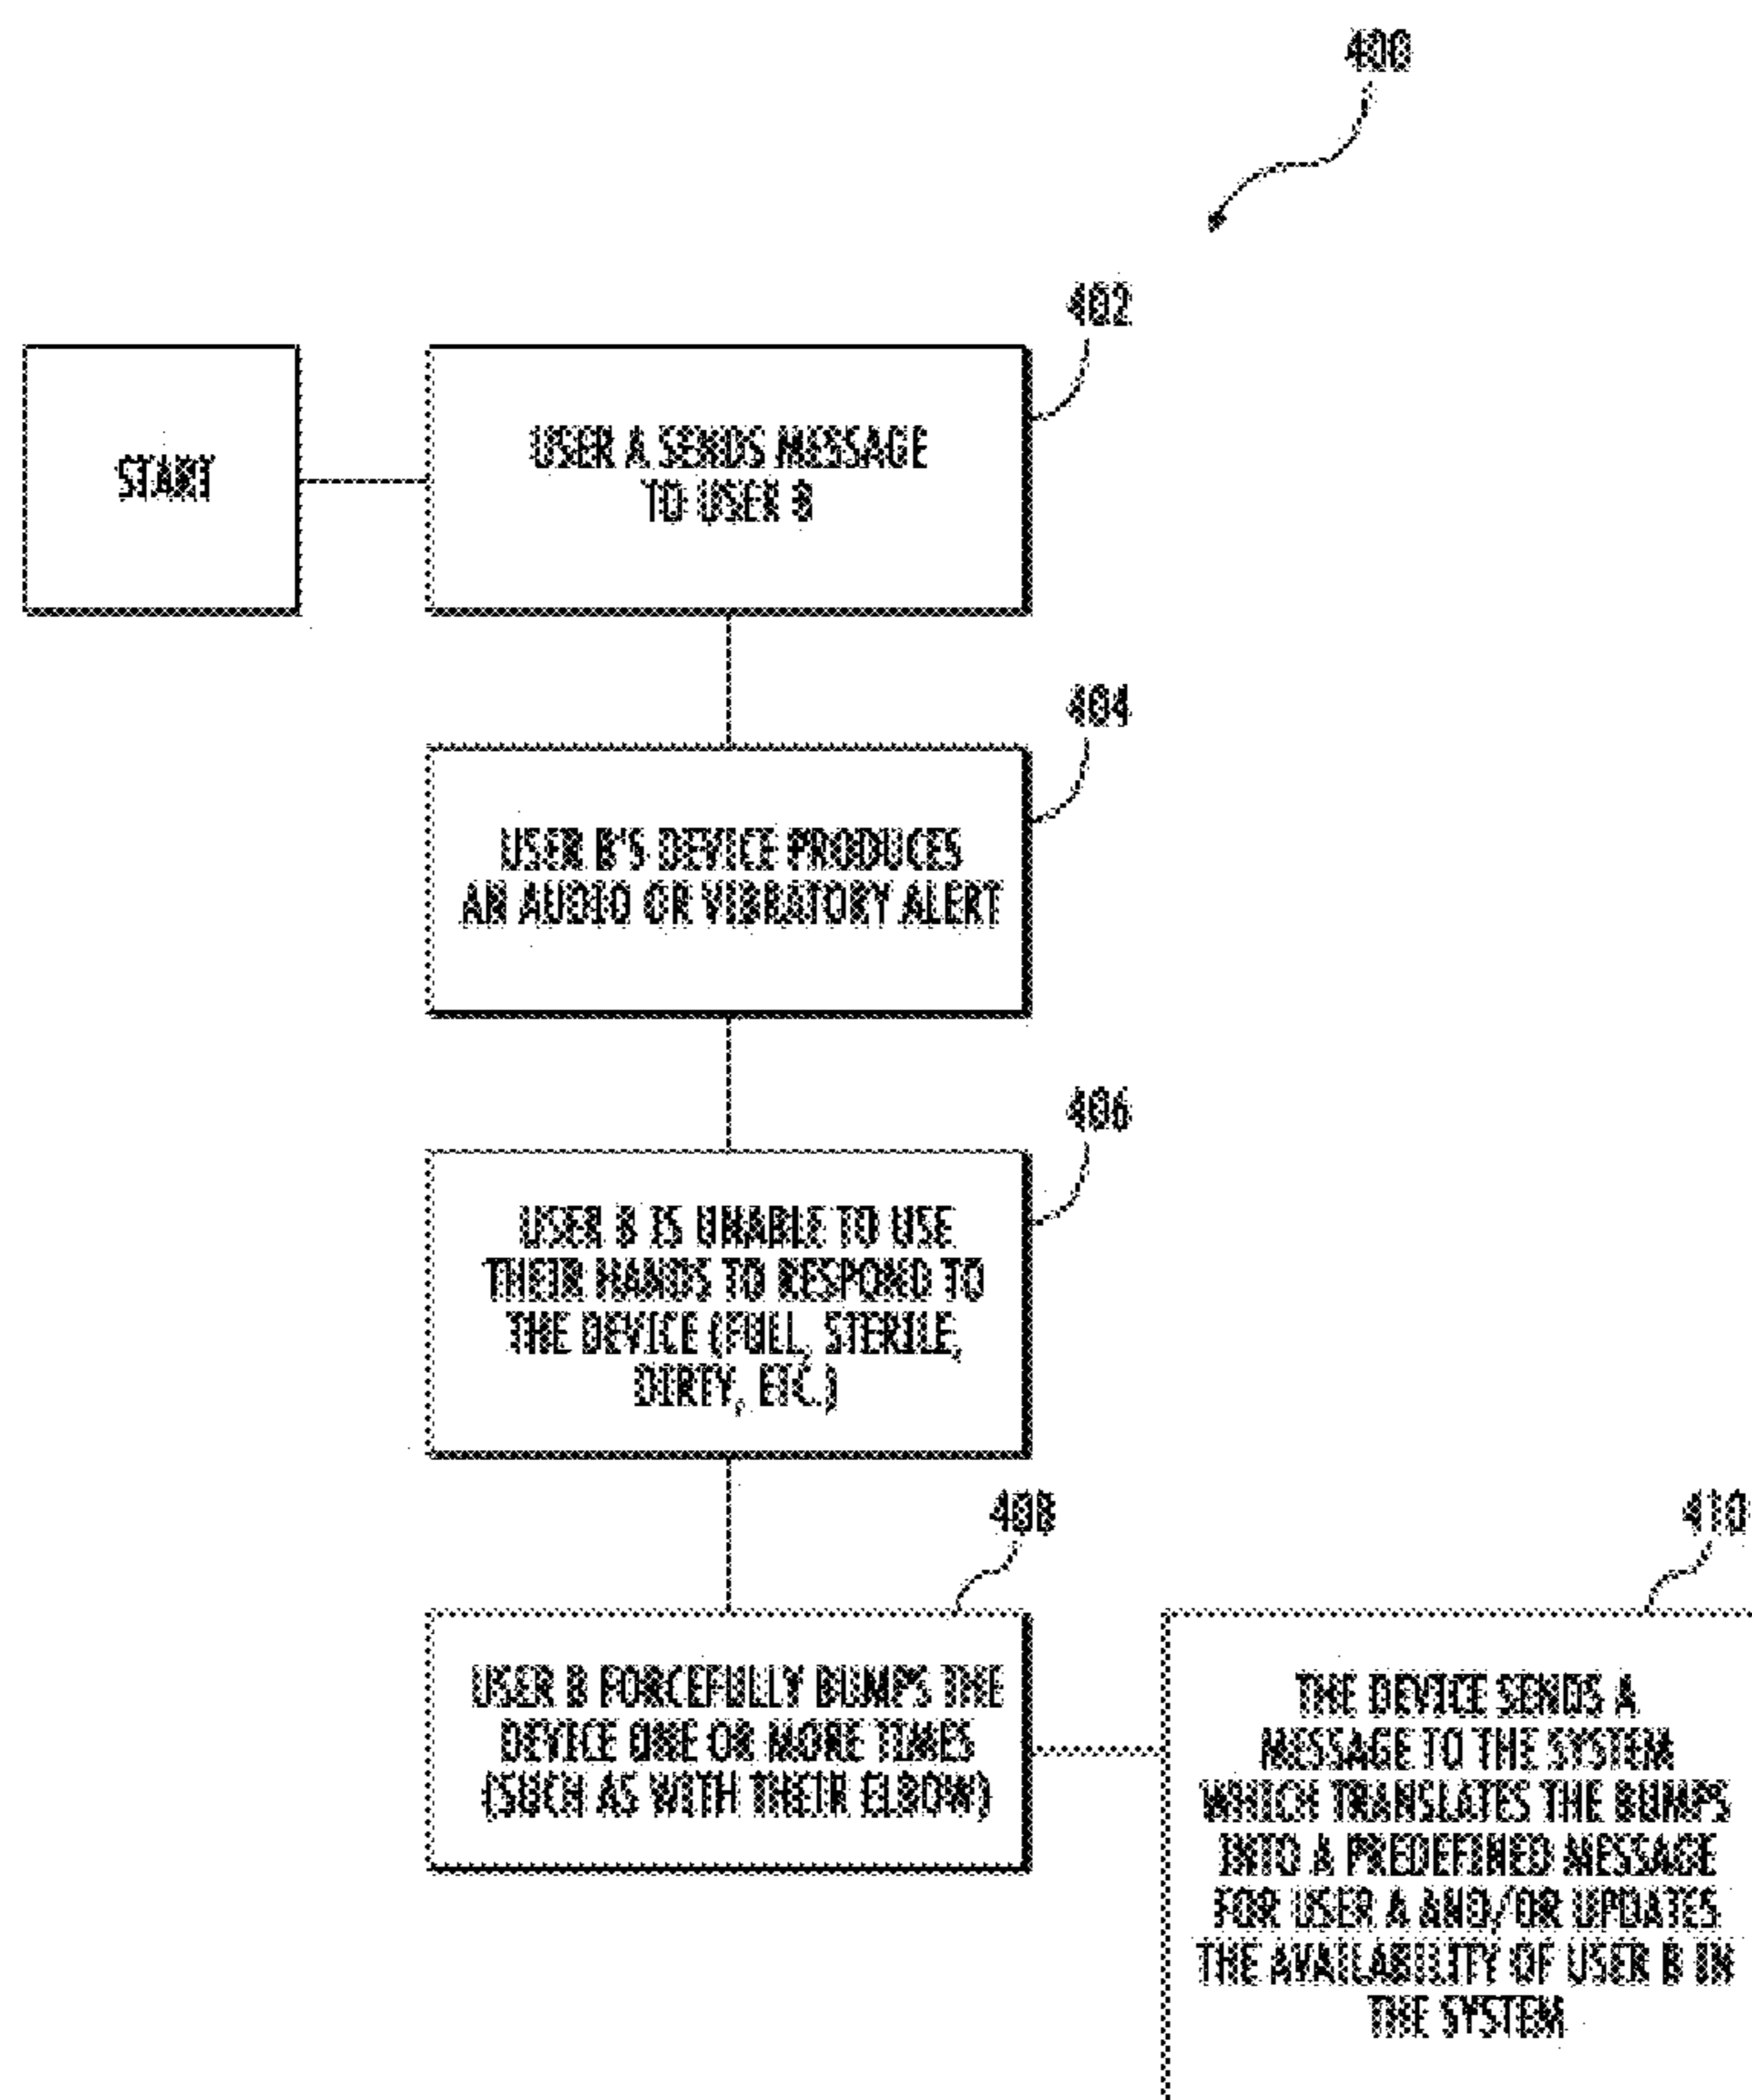 400
402
START
USER A SENDS MESSAGE
TO USER B
404
USER B'S DEVICE PRODUCES
AN AUDIO OR VIBRATORY ALERT
406
USER B IS UNABLE TO USE
THEIR HANDS TO RESPOND TO
THE DEVICE (FULL, STERILE,
DIRTY, ETC.)
408
USER B FORCEFULLY BUMPS THE
DEVICE ONE OR MORE TIMES
(SUCH AS WITH THEIR ELBOW)
410
THE DEVICE SENDS A
MESSAGE TO THE SYSTEM
WHICH TRANSLATES THE BUMPS
INTO A PREDEFINED MESSAGE
FOR USER A AND/OR UPDATES
THE AVAILABILITY OF USER B IN
THE SYSTEM